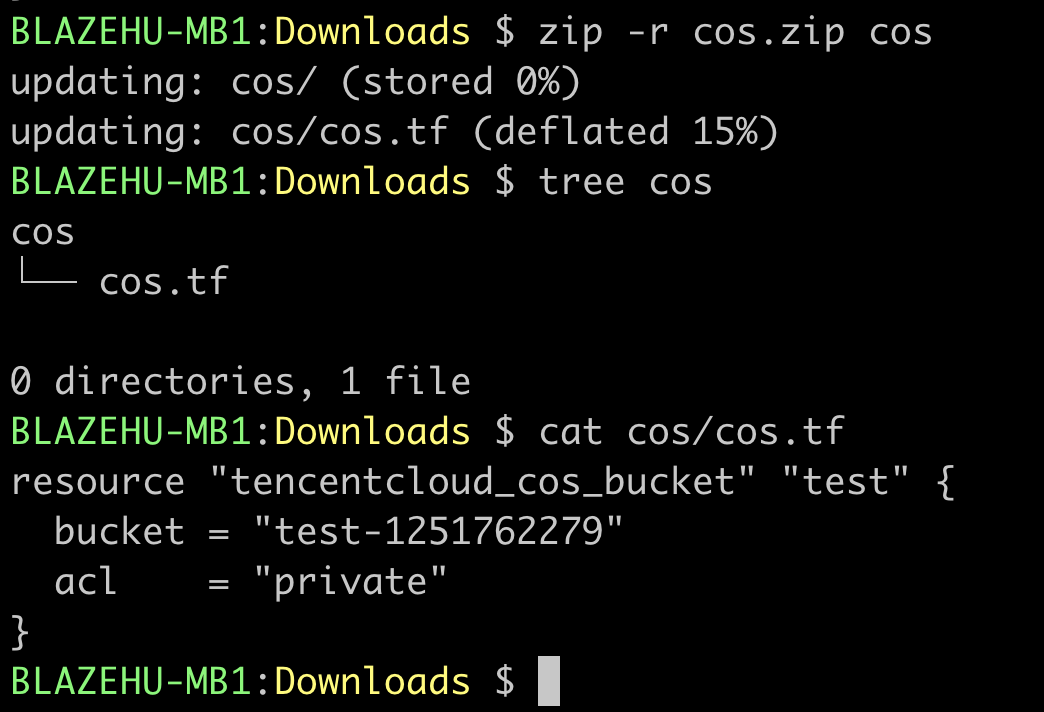 BLAZEHU-MB1:Downloads $ zip -r cos.zip cos
updating: cos/ (stored 0%)
updating: cos/cos.tf (deflated 15%)
BLAZEHU-MB1:Downloads $ tree cos
cos
└── cos.tf
0 directories, 1 file
BLAZEHU-MB1:Downloads $ cat cos/cos.tf
resource "tencentcloud_cos_bucket" "test" {
  bucket = "test-1251762279"
  acl    = "private"
}
BLAZEHU-MB1:Downloads $